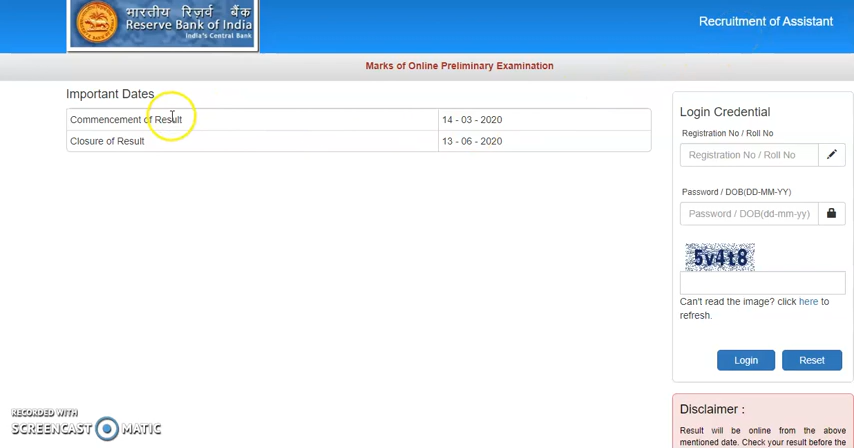 भारतीय रिज़र्व बैंक
Reserve Bank of India
India's Central Bank
Recruitment of Assistant
Marks of Online Preliminary Examination
Important Dates
Commencement of Result 14 - 03 - 2020
Closure of Result 13 - 06 - 2020
Login Credential
Registration No / Roll No
Registration No / Roll No
Password / DOB(DD-MM-YY)
Password / DOB(dd-mm-yy)
5v4t8
Can't read the image? click here to
refresh.
Login Reset
RECORDED WITH
SCREENCAST MATIC
Disclaimer :
Result will be online from the above
mentioned date. Check your result before the